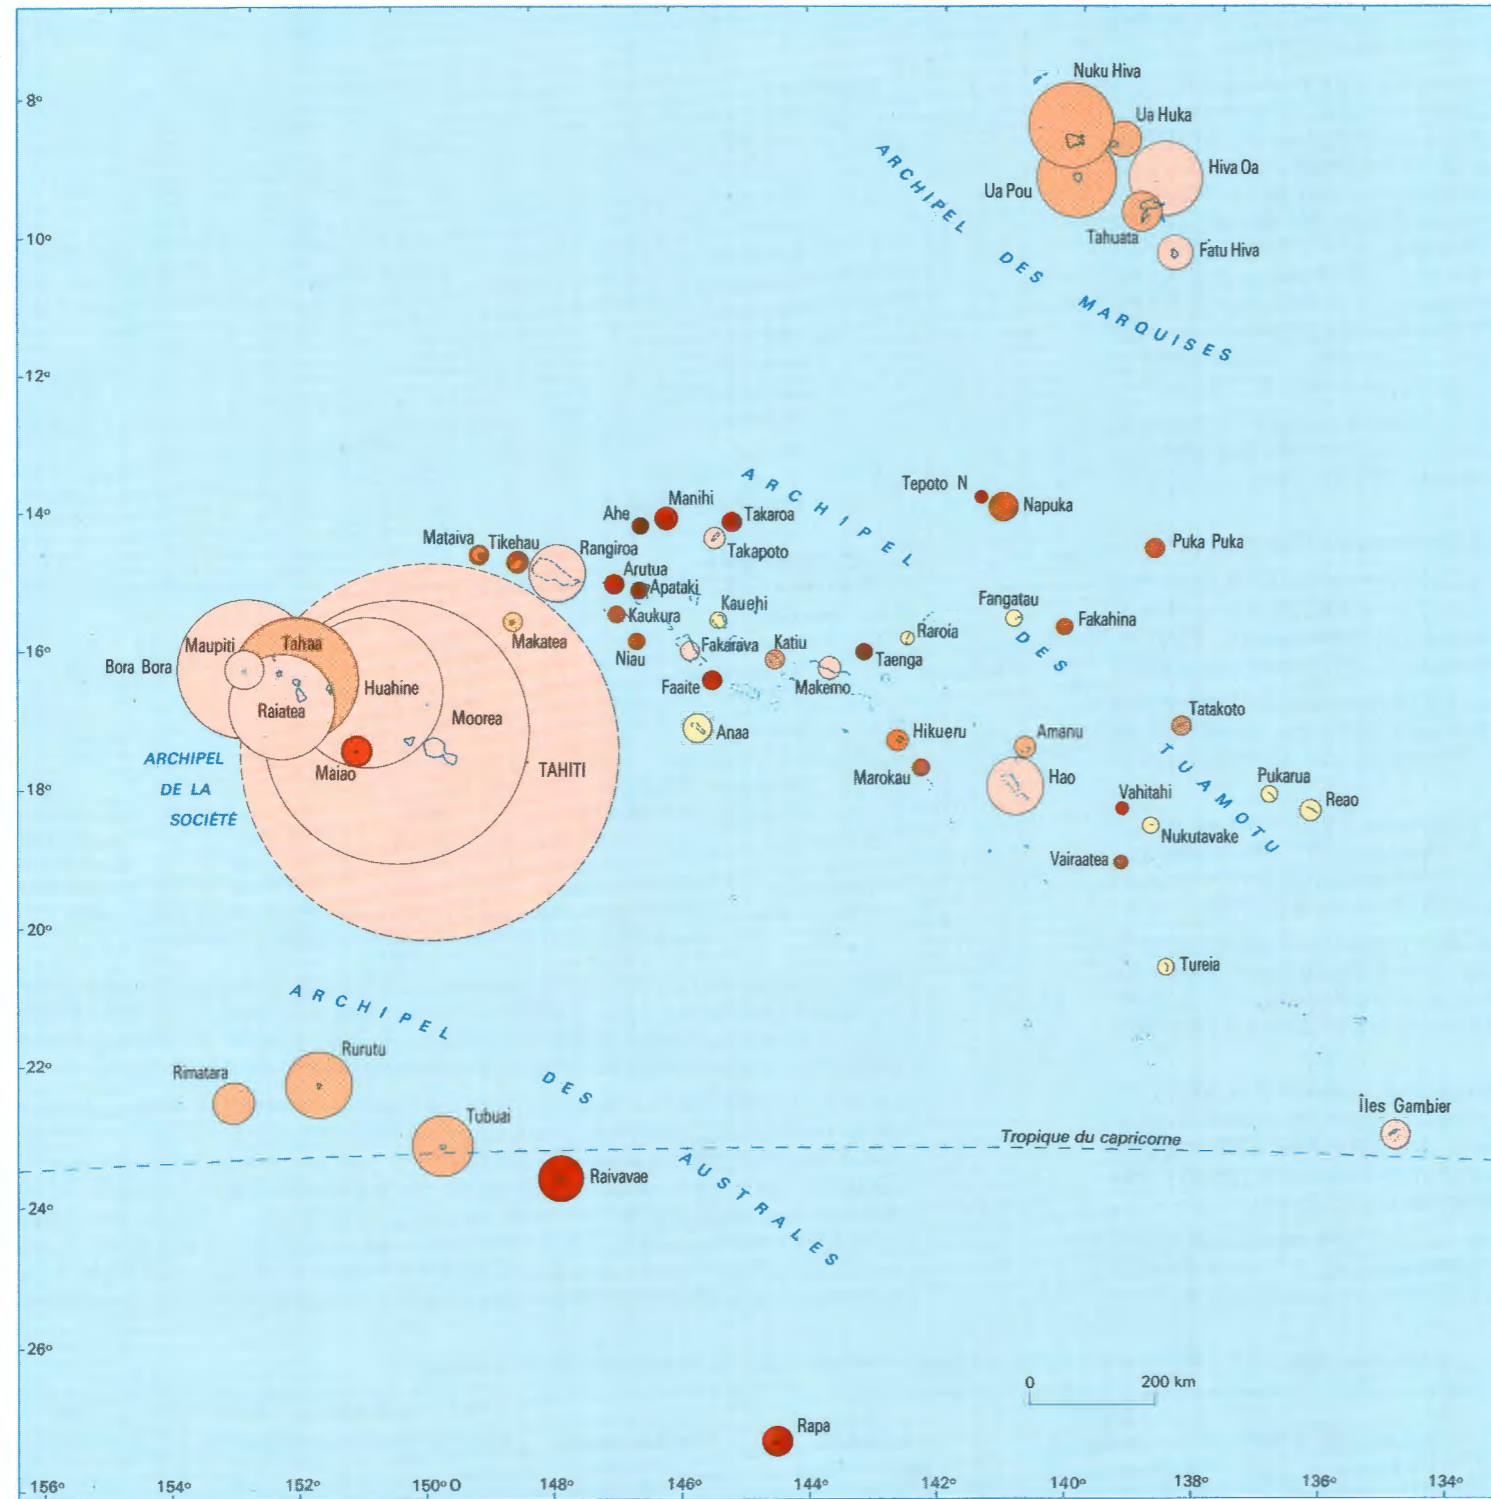 Nuku Hiva
8°
Ua Huka
Hiva Oa
Ua Pou
ARCHIPEL DES MARQUISES
Tahuata
10°
Fatu Hiva
12°
ARCHIPEL DES TUAMOTU
Tepoto N
Napuka
Manihi
14°
Ahe
Takaroa
Mataiva
Tikehau
Rangiroa
Takapoto
Puka Puka
Arutua
Apataki
Kauehi
Fangatau
Kaukura
Makatea
Fakahina
Maupiti
Tahaa
Fakarava
Katiu
Raroia
16°
Niau
Taenga
Bora Bora
Huahine
Faaite
Makemo
Raiatea
Moorea
Anaa
Hikueru
Amanu
Tatakoto
ARCHIPEL
DE LA
SOCIÉTÉ
Maiao
TAHITI
Marokau
Hao
Pukarua
18°
Vahitahi
Reao
Nukutavake
Vairaatea
20°
Tureia
ARCHIPEL DES AUSTRALES
Rurutu
22°
Rimatara
Tubuai
Îles Gambier
Tropique du capricorne
Raivavae
24°
26°
0 200 km
Rapa
156° 154° 152° 150°O 148° 146° 144° 142° 140° 138° 136° 134°